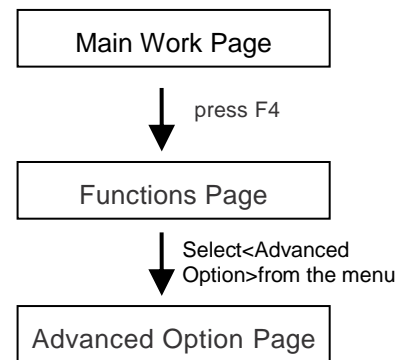 Main Work Page
press F4
Functions Page
Select<Advanced
Option>from the menu
Advanced Option Page